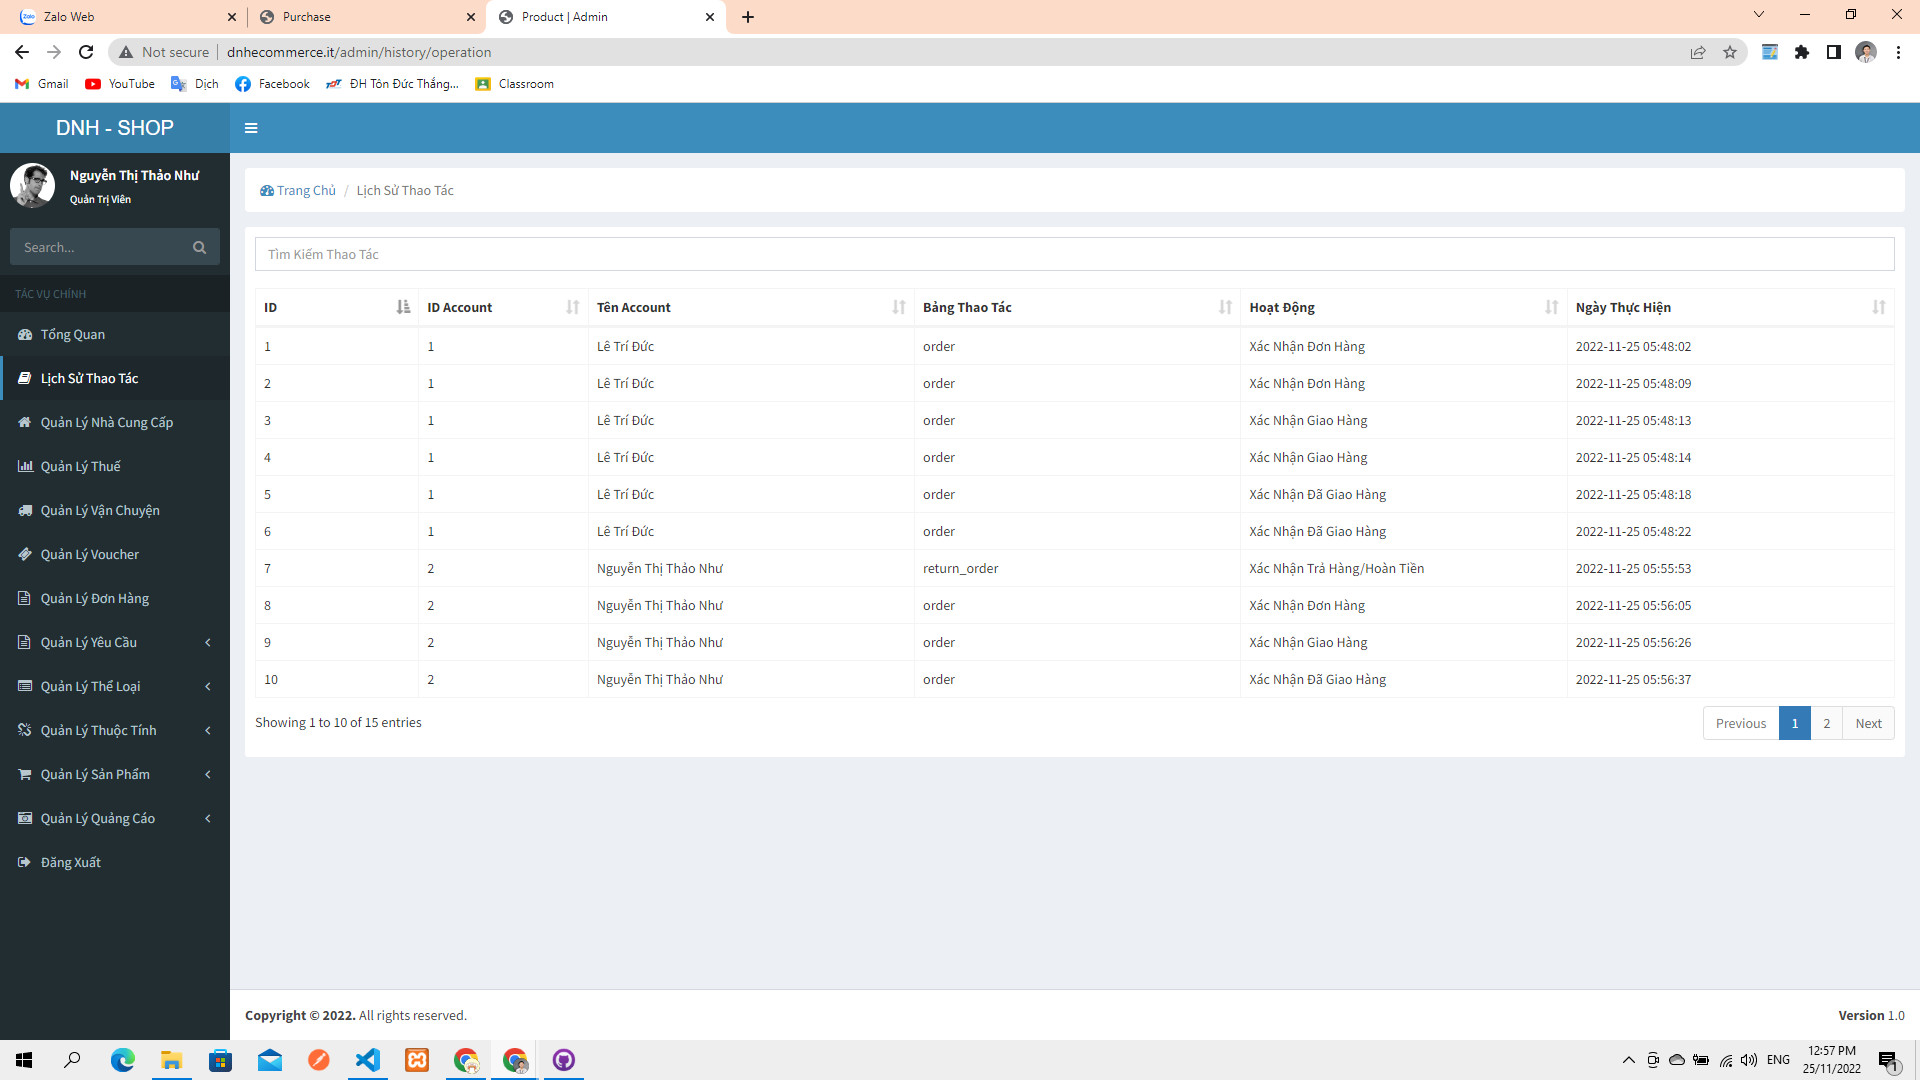 Zalo Web
Purchase
Product | Admin
Not secure
dnhecommerce.it/admin/history/operation
Gmail
YouTube
Dịch
Facebook
ĐH Tôn Đức Thắng...
Classroom
DNH - SHOP
Nguyễn Thị Thảo Như
Quản Trị Viên
Search...
TÁC VỤ CHÍNH
Tổng Quan
Lịch Sử Thao Tác
Quản Lý Nhà Cung Cấp
Quản Lý Thuế
Quản Lý Vận Chuyện
Quản Lý Voucher
Quản Lý Đơn Hàng
Quản Lý Yêu Cầu
Quản Lý Thể Loại
Quản Lý Thuộc Tính
Quản Lý Sản Phẩm
Quản Lý Quảng Cáo
Đăng Xuất
Trang Chủ / Lịch Sử Thao Tác
Tìm Kiếm Thao Tác
ID ID Account Tên Account Bảng Thao Tác Hoạt Động Ngày Thực Hiện
1 1 Lê Trí Đức order Xác Nhận Đơn Hàng 2022-11-25 05:48:02
2 1 Lê Trí Đức order Xác Nhận Đơn Hàng 2022-11-25 05:48:09
3 1 Lê Trí Đức order Xác Nhận Giao Hàng 2022-11-25 05:48:13
4 1 Lê Trí Đức order Xác Nhận Giao Hàng 2022-11-25 05:48:14
5 1 Lê Trí Đức order Xác Nhận Đã Giao Hàng 2022-11-25 05:48:18
6 1 Lê Trí Đức order Xác Nhận Đã Giao Hàng 2022-11-25 05:48:22
7 2 Nguyễn Thị Thảo Như return_order Xác Nhận Trả Hàng/Hoàn Tiền 2022-11-25 05:55:53
8 2 Nguyễn Thị Thảo Như order Xác Nhận Đơn Hàng 2022-11-25 05:56:05
9 2 Nguyễn Thị Thảo Như order Xác Nhận Giao Hàng 2022-11-25 05:56:26
10 2 Nguyễn Thị Thảo Như order Xác Nhận Đã Giao Hàng 2022-11-25 05:56:37
Showing 1 to 10 of 15 entries
Previous 1 2 Next
Copyright © 2022. All rights reserved.
Version 1.0
ENG
12:57 PM
25/11/2022
1